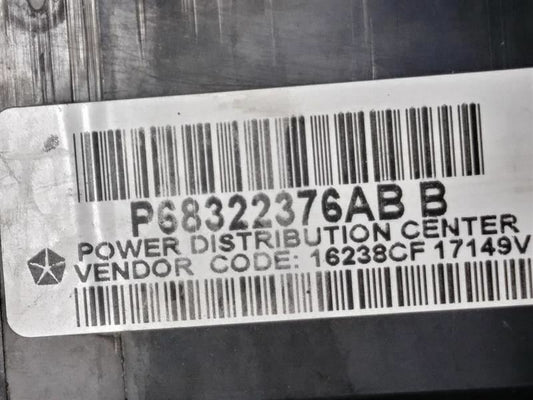 P68322376AB B
POWER DISTRIBUTION CENTER
VENDOR CODE: 16238CF 17149V